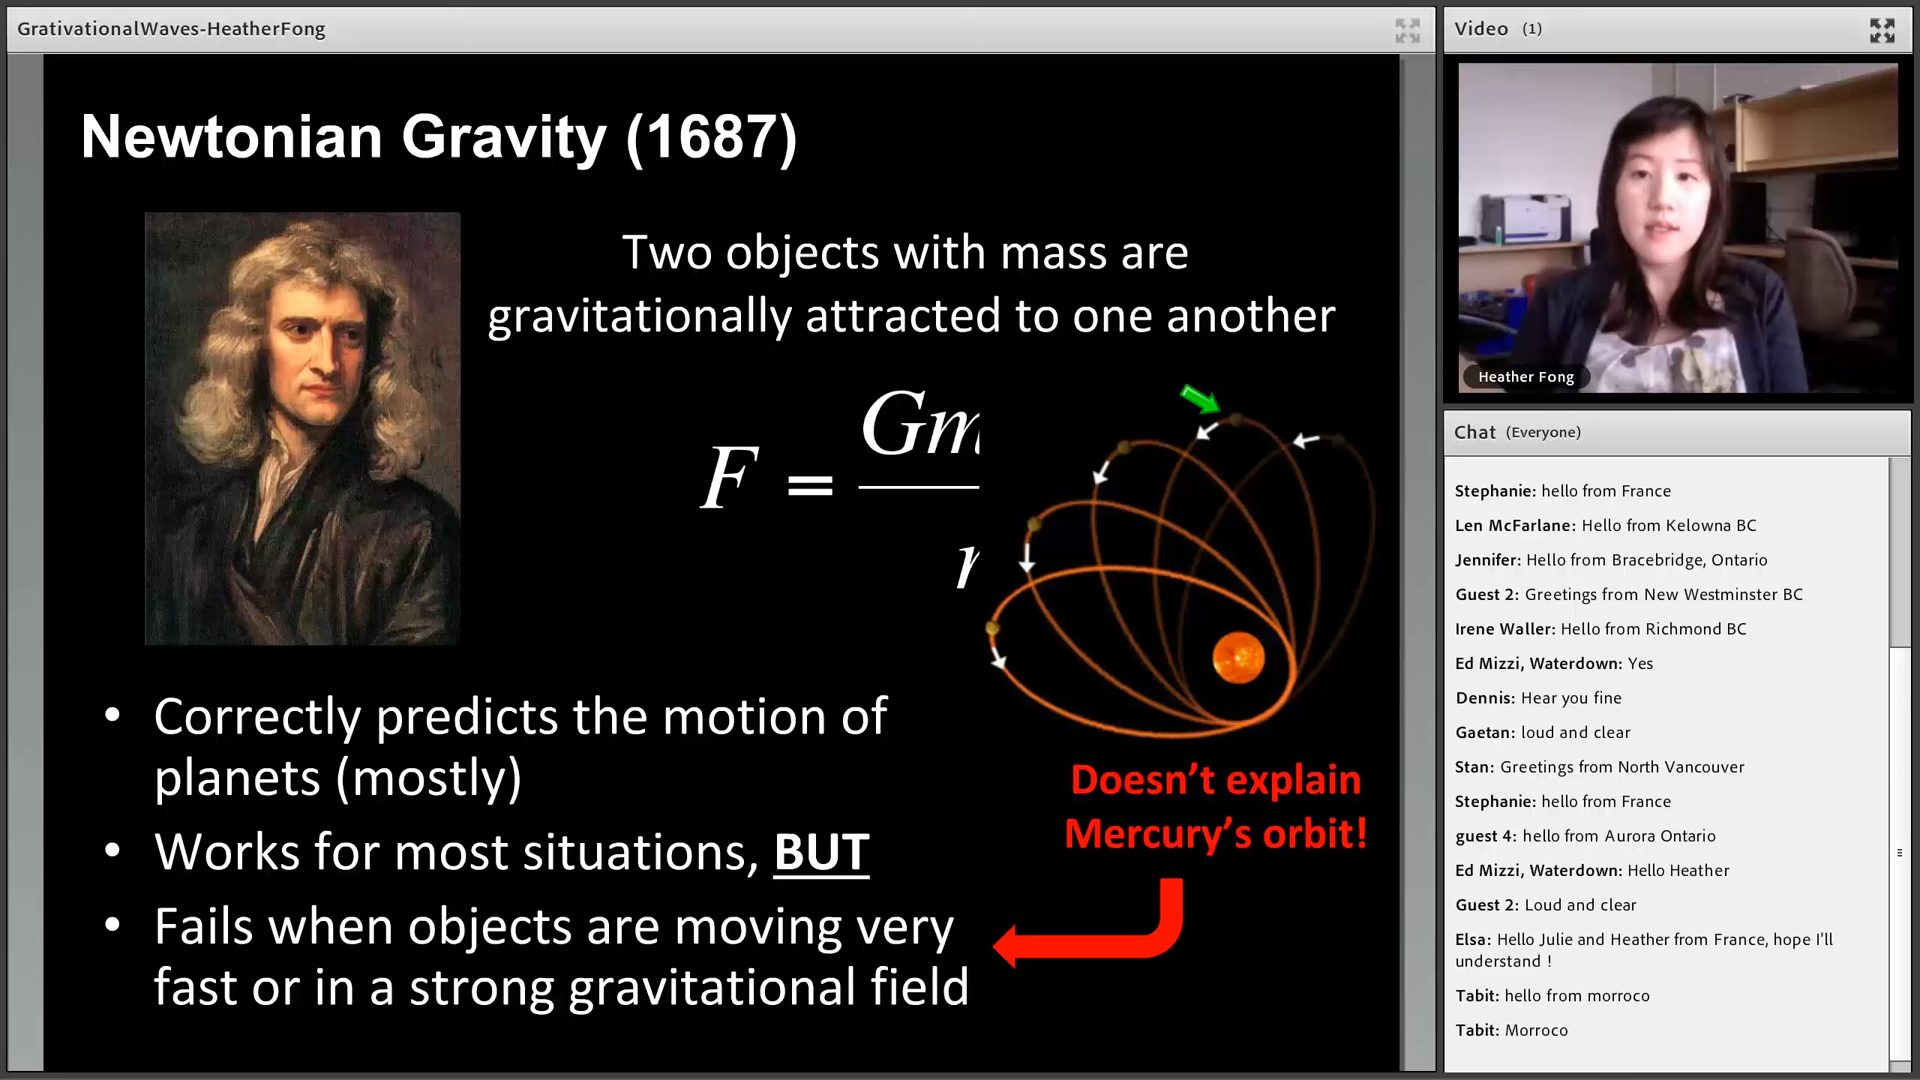 GrativationalWaves-HeatherFong
Newtonian Gravity (1687)
Two objects with mass are
gravitationally attracted to one another
F = Gm
r
• Correctly predicts the motion of
planets (mostly)
• Works for most situations, BUT
• Fails when objects are moving very
fast or in a strong gravitational field
Doesn't explain
Mercury's orbit!
Video (1)
Heather Fong
Chat (Everyone)
Stephanie: hello from France
Len McFarlane: Hello from Kelowna BC
Jennifer: Hello from Bracebridge, Ontario
Guest 2: Greetings from New Westminster BC
Irene Waller: Hello from Richmond BC
Ed Mizzi, Waterdown: Yes
Dennis: Hear you fine
Gaetan: loud and clear
Stan: Greetings from North Vancouver
Stephanie: hello from France
guest 4: hello from Aurora Ontario
Ed Mizzi, Waterdown: Hello Heather
Guest 2: Loud and clear
Elsa: Hello Julie and Heather from France, hope I'll
understand !
Tabit: hello from morroco
Tabit: Morroco